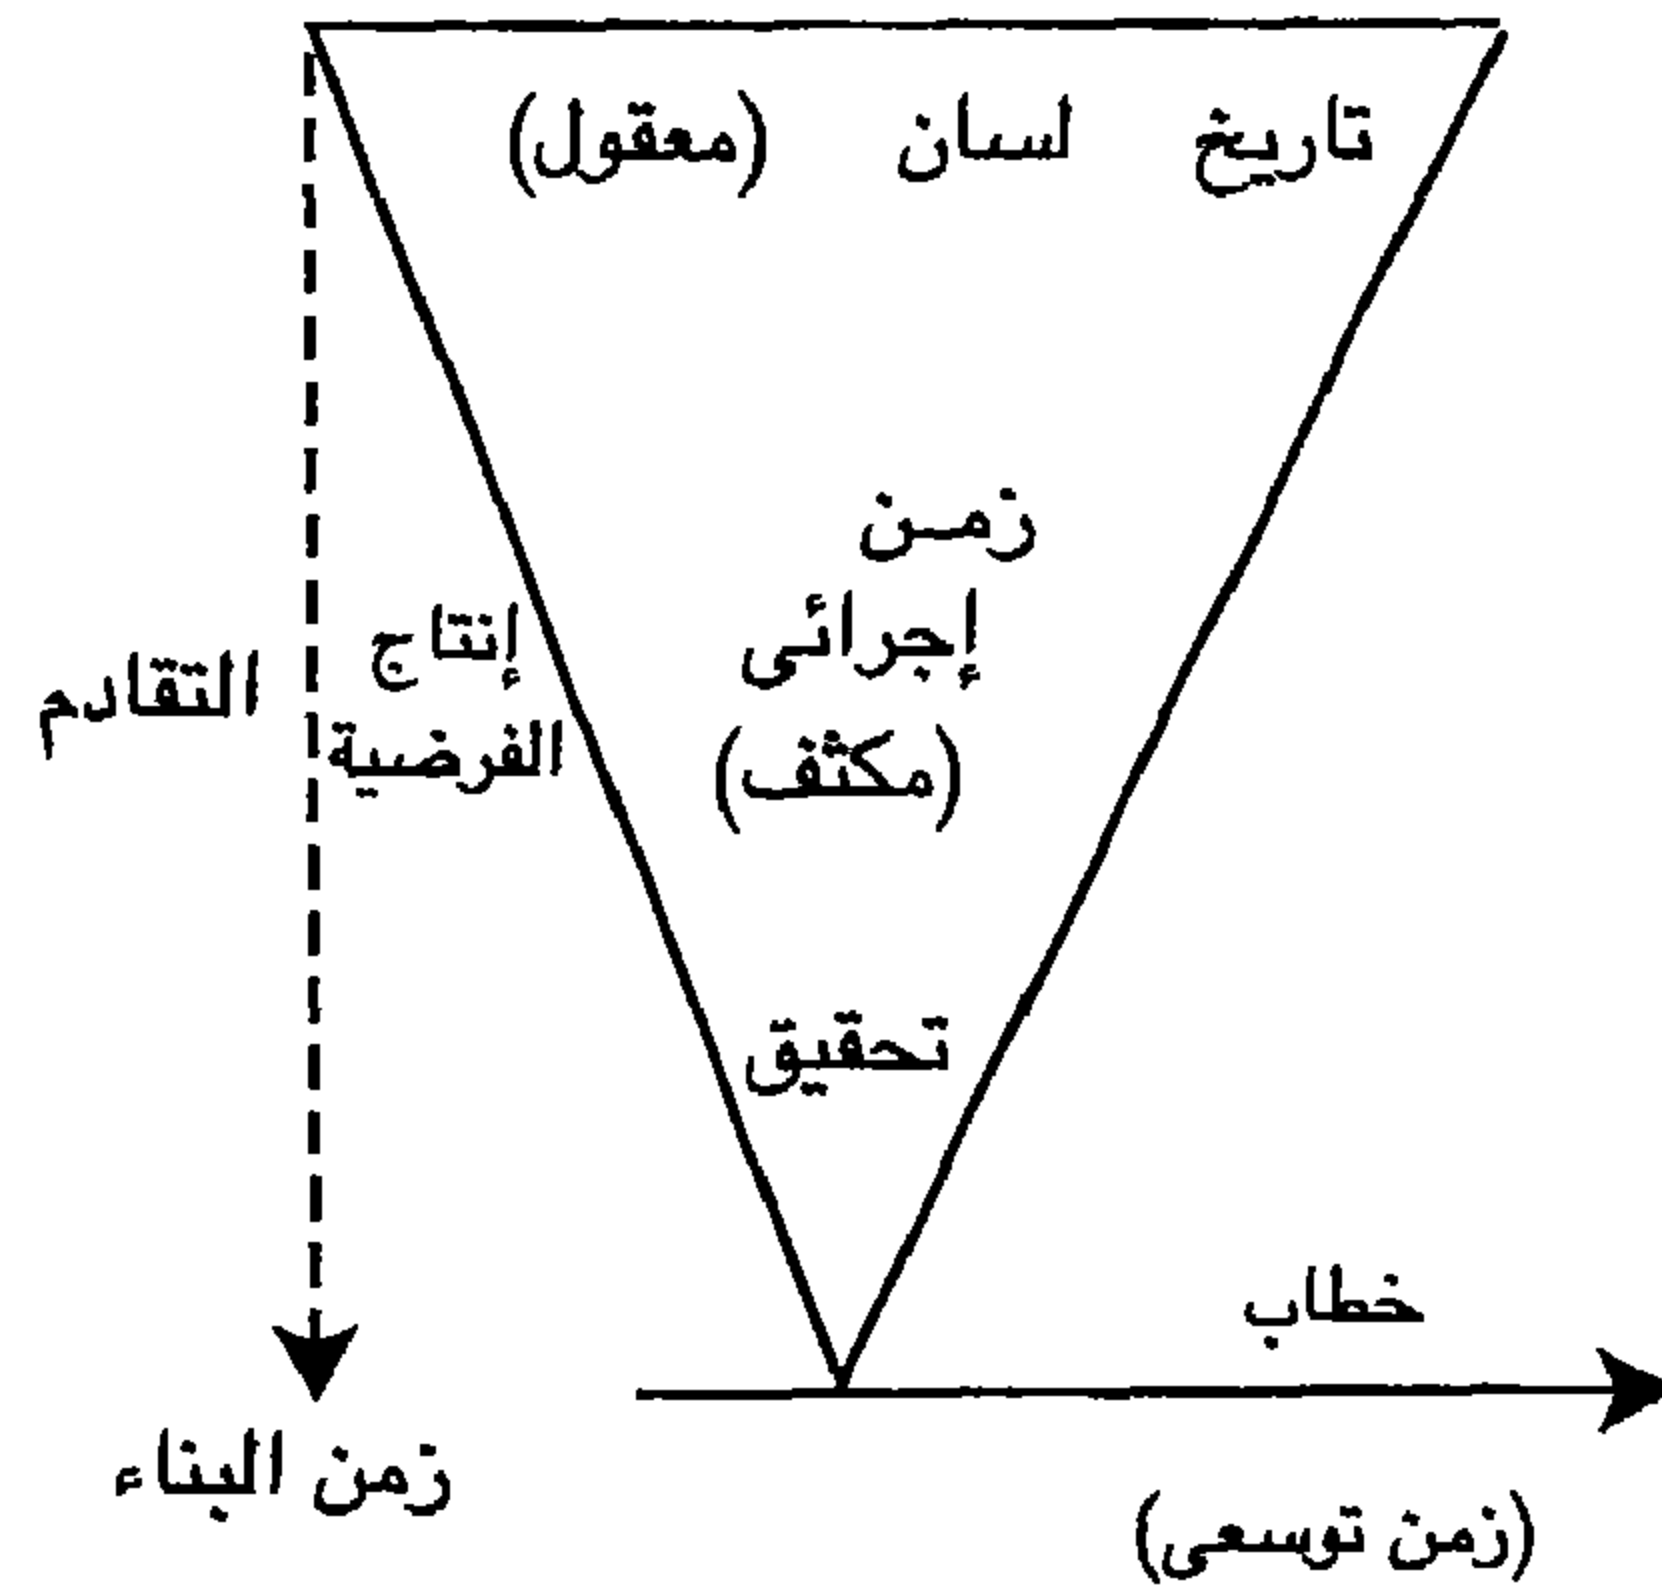 تاريخ لسان (معقول)
زمـن
إجرائى
(مكثف)
إنتاج
الفرضية
التقادم
تحقيق
خطاب
زمن البناء
(زمن توسعى)